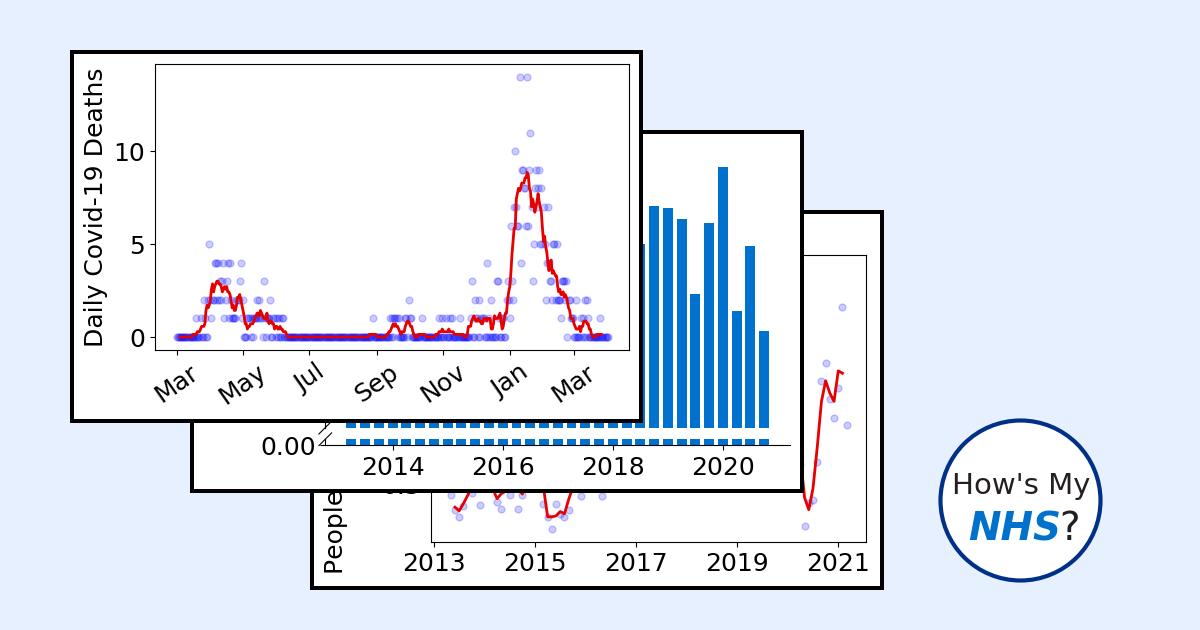 Daily Covid-19 Deaths
10
5
0
Mar May Jul Sep Nov Jan Mar
0.00
2014 2016 2018 2020
People
2013 2015 2017 2019 2021
How's My
NHS?